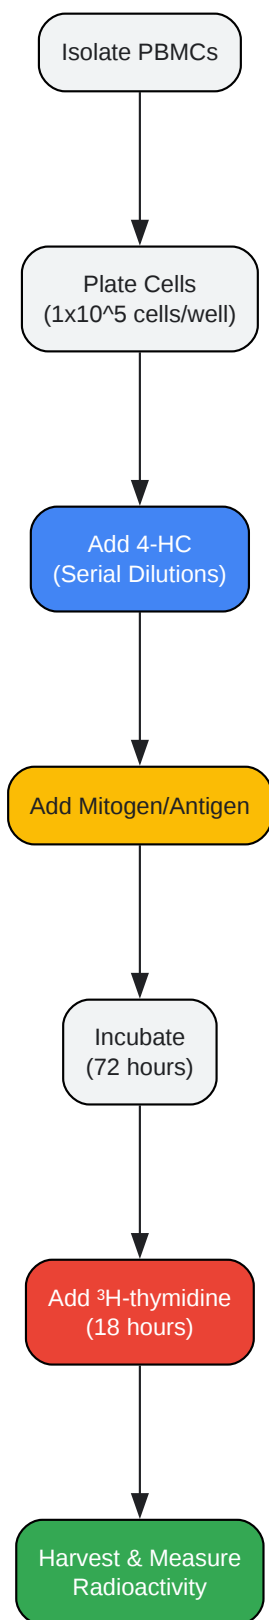 Isolate PBMCs
Plate Cells
(1x10^5 cells/well)
Add 4-HC
(Serial Dilutions)
Add Mitogen/Antigen
Incubate
(72 hours)
Add ³H-thymidine
(18 hours)
Harvest & Measure
Radioactivity